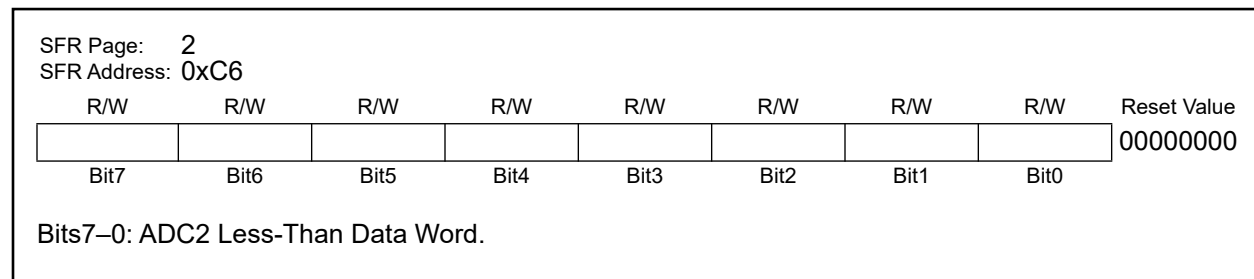 SFR Page: 2
SFR Address: 0xC6
R/W R/W R/W R/W R/W R/W R/W R/W Reset Value
00000000
Bit7 Bit6 Bit5 Bit4 Bit3 Bit2 Bit1 Bit0
Bits7–0: ADC2 Less-Than Data Word.